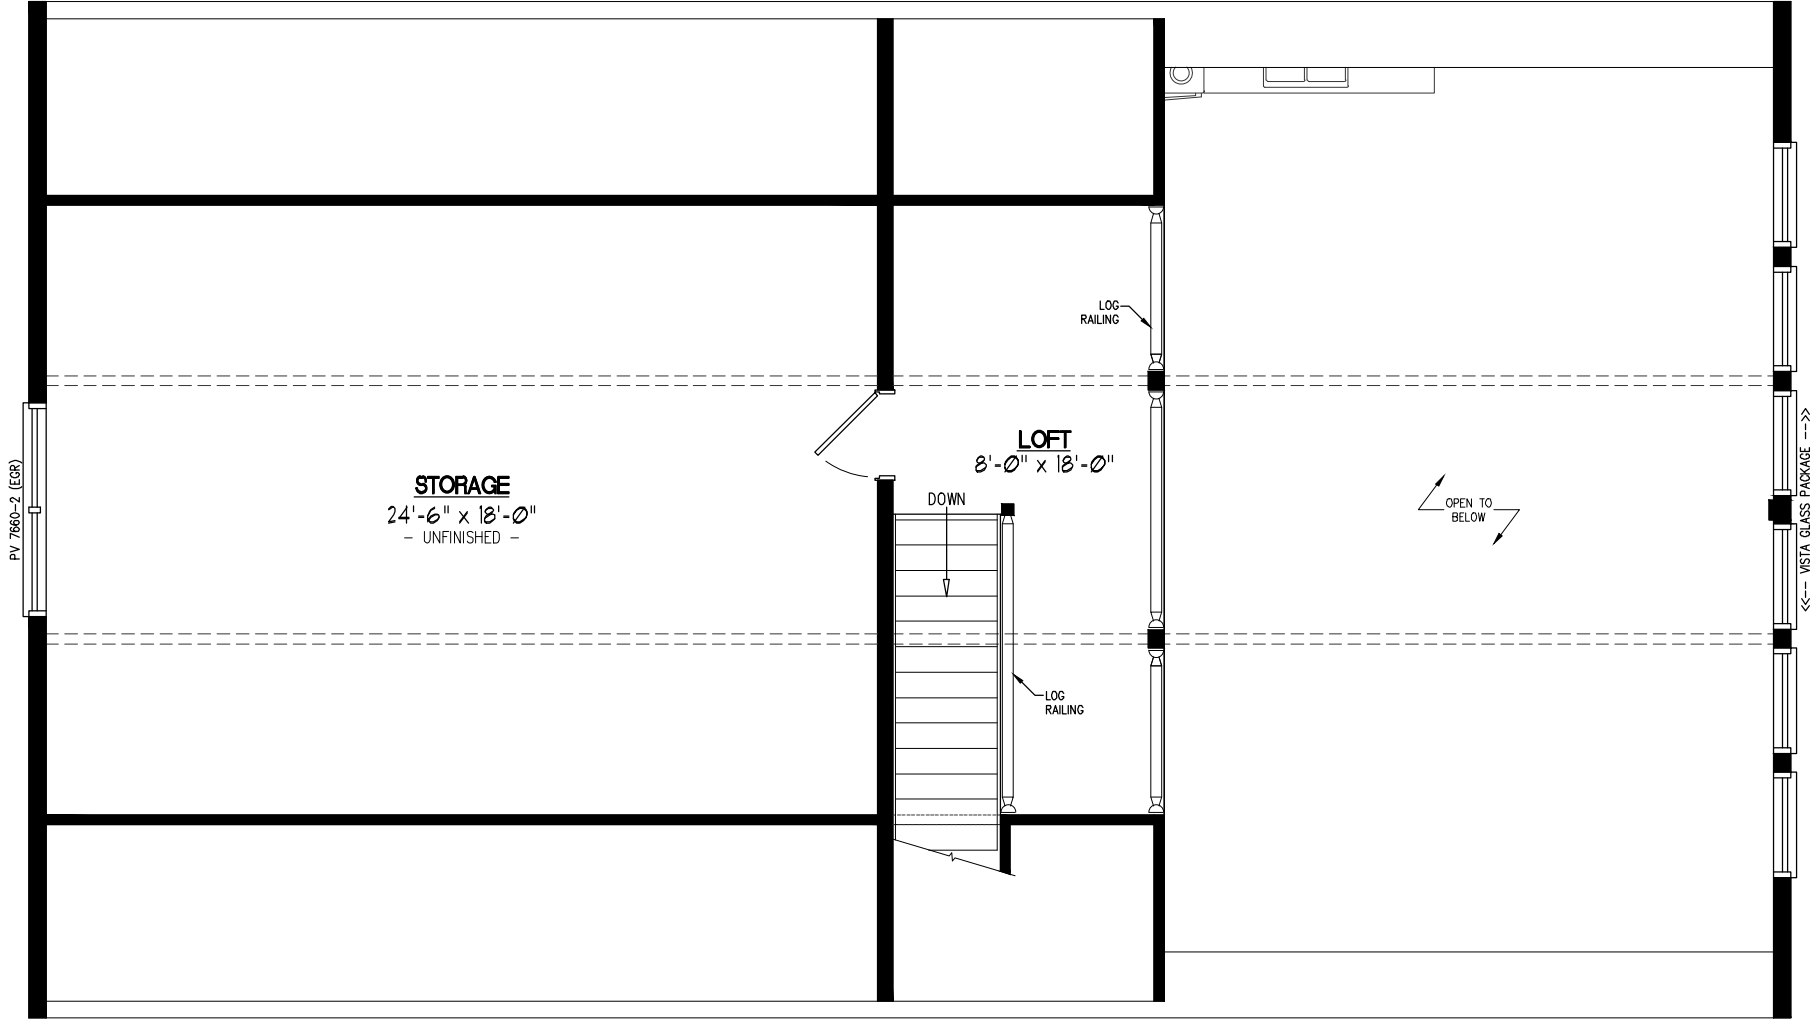 LOG
RAILING
LOFT
8'-0" x 18'-0"
STORAGE
24'-6" x 18'-0"
- UNFINISHED -
DOWN
OPEN TO
BELOW
LOG
RAILING
PV 7660-2 (EGR)
<<-- VISTA GLASS PACKAGE -->>